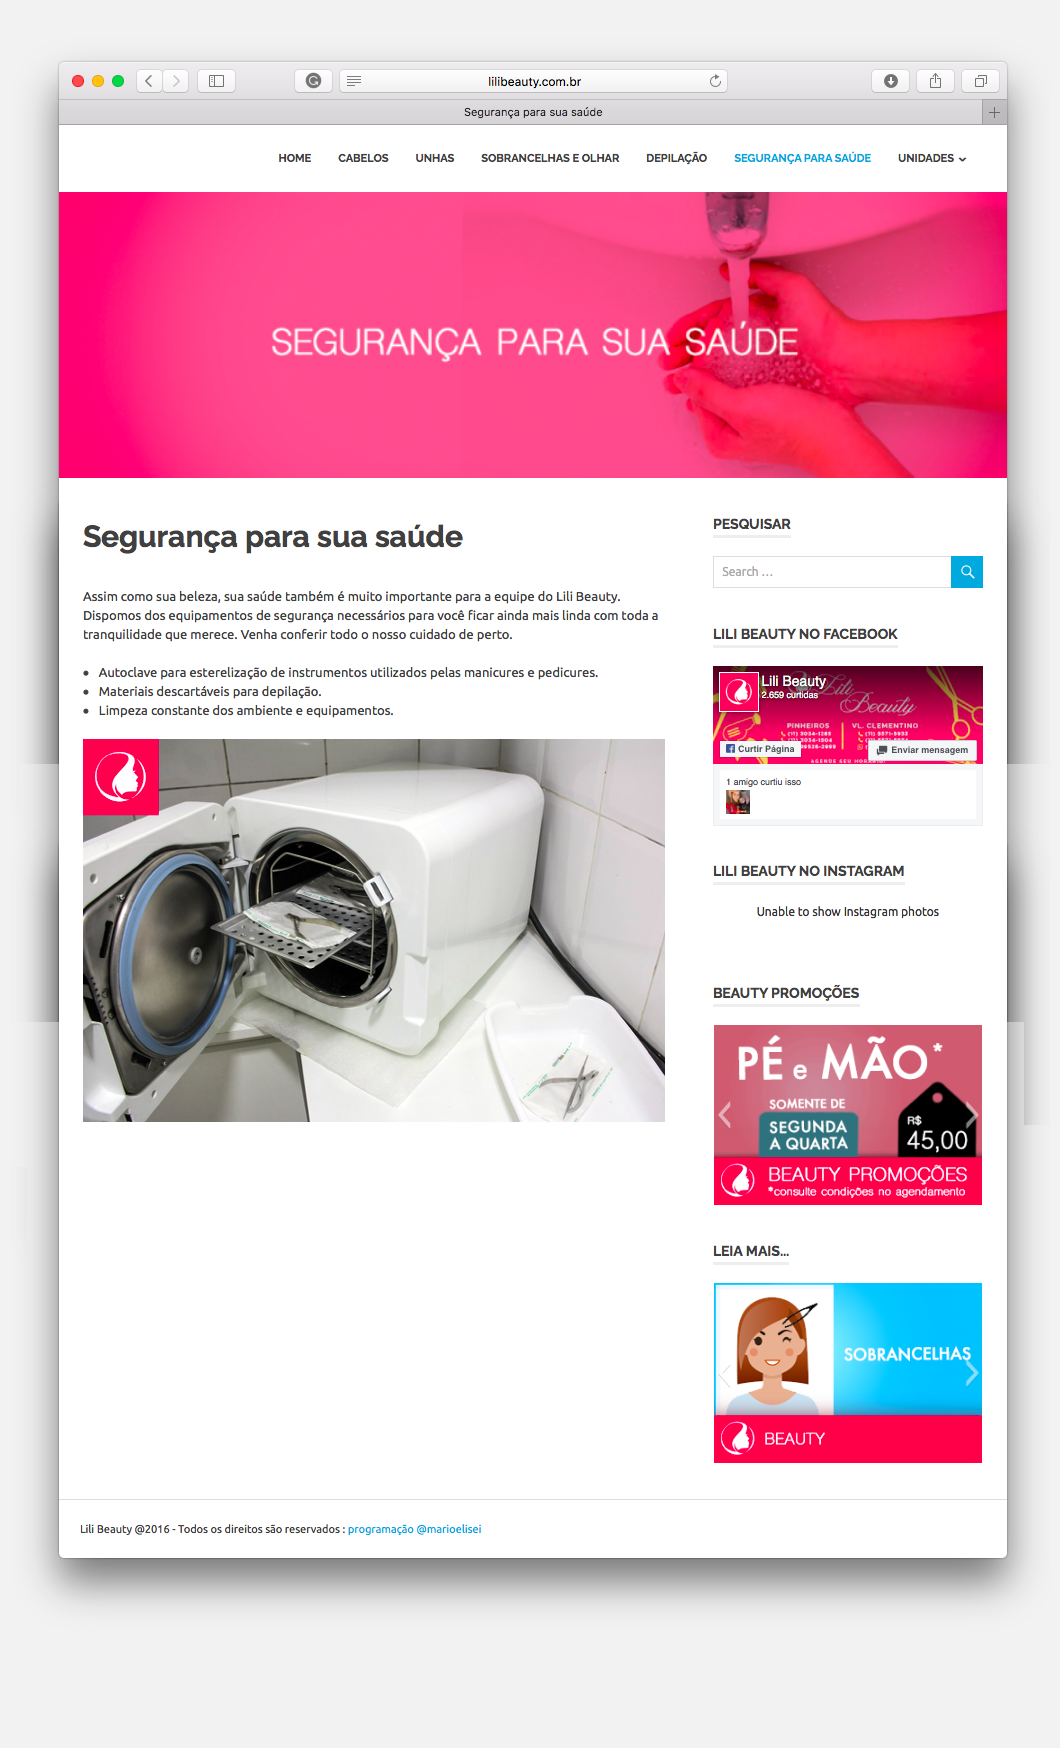 lilibeauty.com.br
Segurança para sua saúde
HOME CABELOS UNHAS SOBRANCELHAS E OLHAR DEPILAÇÃO SEGURANÇA PARA SAÚDE UNIDADES
SEGURANÇA PARA SUA SAÚDE
Segurança para sua saúde
Assim como sua beleza, sua saúde também é muito importante para a equipe do Lili Beauty.
Dispomos dos equipamentos de segurança necessários para você ficar ainda mais linda com toda a
tranquilidade que merece. Venha conferir todo o nosso cuidado de perto.
Autoclave para esterelização de instrumentos utilizados pelas manicures e pedicures.
Materiais descartáveis para depilação.
Limpeza constante dos ambiente e equipamentos.
PESQUISAR
Search ...
LILI BEAUTY NO FACEBOOK
Lili Beauty
2.659 curtidas
Lili
Beauty
PINHEIROS VL. CLEMENTINO
Curtir Página
Enviar mensagem
1 amigo curtiu isso
LILI BEAUTY NO INSTAGRAM
Unable to show Instagram photos
BEAUTY PROMOÇÕES
PÉ e MÃO*
SOMENTE DE
SEGUNDA
A QUARTA
R$
45,00
BEAUTY PROMOÇÕES
*consulte condições no agendamento
LEIA MAIS...
SOBRANCELHAS
BEAUTY
Lili Beauty @2016 - Todos os direitos são reservados : programação @marioelisei